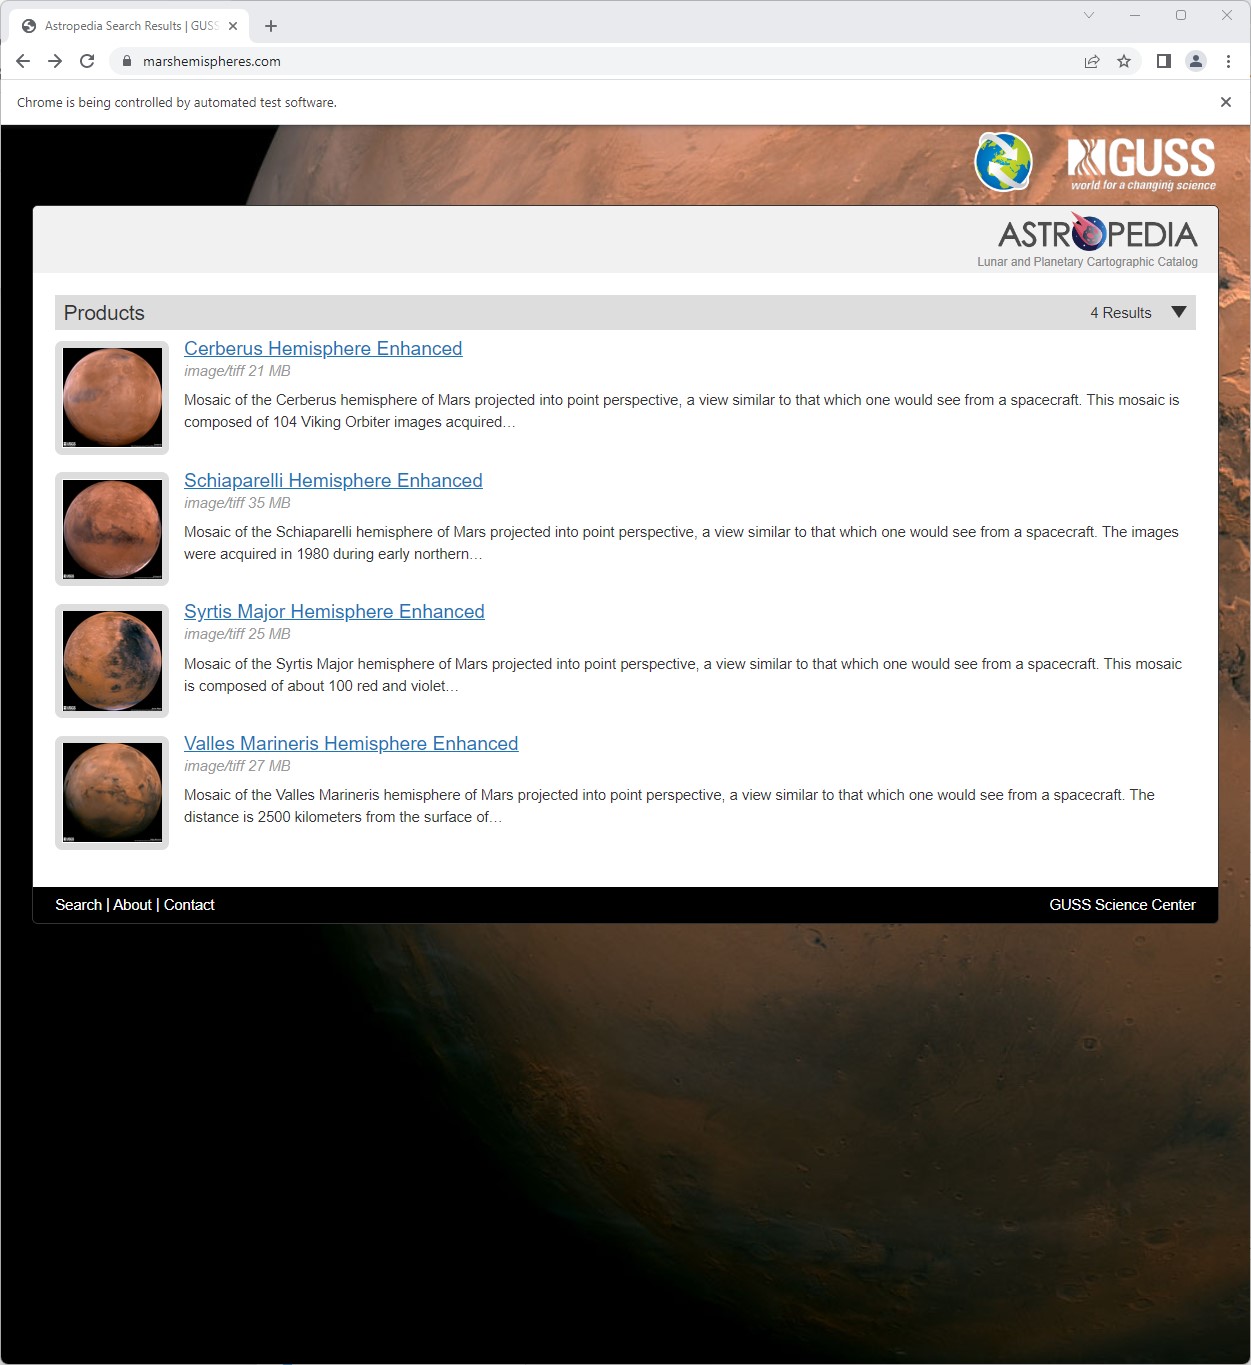 Astropedia Search Results | GUSS
marshemispheres.com
Chrome is being controlled by automated test software.
GUSS
world for a changing science
ASTROPEDIA
Lunar and Planetary Cartographic Catalog
Products
4 Results
Cerberus Hemisphere Enhanced
image/tiff 21 MB
Mosaic of the Cerberus hemisphere of Mars projected into point perspective, a view similar to that which one would see from a spacecraft. This mosaic is
composed of 104 Viking Orbiter images acquired…
Schiaparelli Hemisphere Enhanced
image/tiff 35 MB
Mosaic of the Schiaparelli hemisphere of Mars projected into point perspective, a view similar to that which one would see from a spacecraft. The images
were acquired in 1980 during early northern…
Syrtis Major Hemisphere Enhanced
image/tiff 25 MB
Mosaic of the Syrtis Major hemisphere of Mars projected into point perspective, a view similar to that which one would see from a spacecraft. This mosaic
is composed of about 100 red and violet…
Valles Marineris Hemisphere Enhanced
image/tiff 27 MB
Mosaic of the Valles Marineris hemisphere of Mars projected into point perspective, a view similar to that which one would see from a spacecraft. The
distance is 2500 kilometers from the surface of…
Search | About | Contact
GUSS Science Center